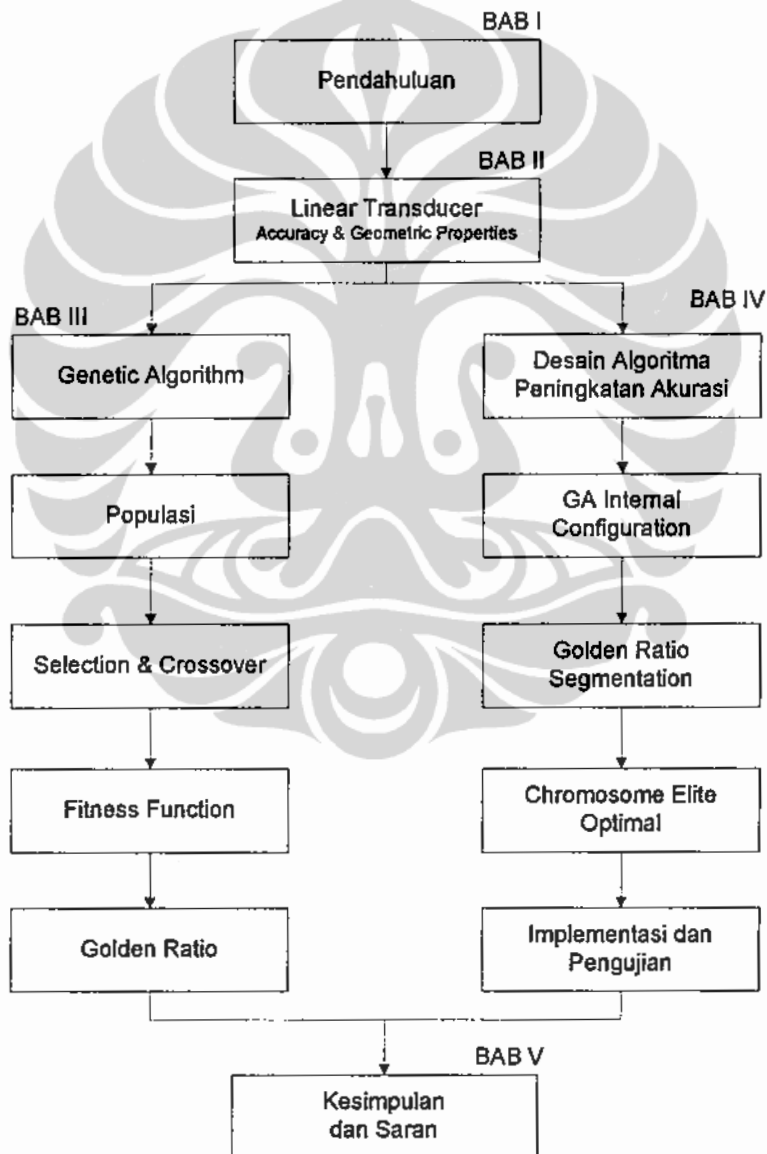 BAB I
Pendahuluan
BAB II
Linear Transducer
Accuracy & Geometric Properties
BAB III
Genetic Algorithm
Populasi
Selection & Crossover
Fitness Function
Golden Ratio
BAB IV
Desain Algoritma
Peningkatan Akurasi
GA Internal
Configuration
Golden Ratio
Segmentation
Chromosome Elite
Optimal
Implementasi dan
Pengujian
BAB V
Kesimpulan
dan Saran